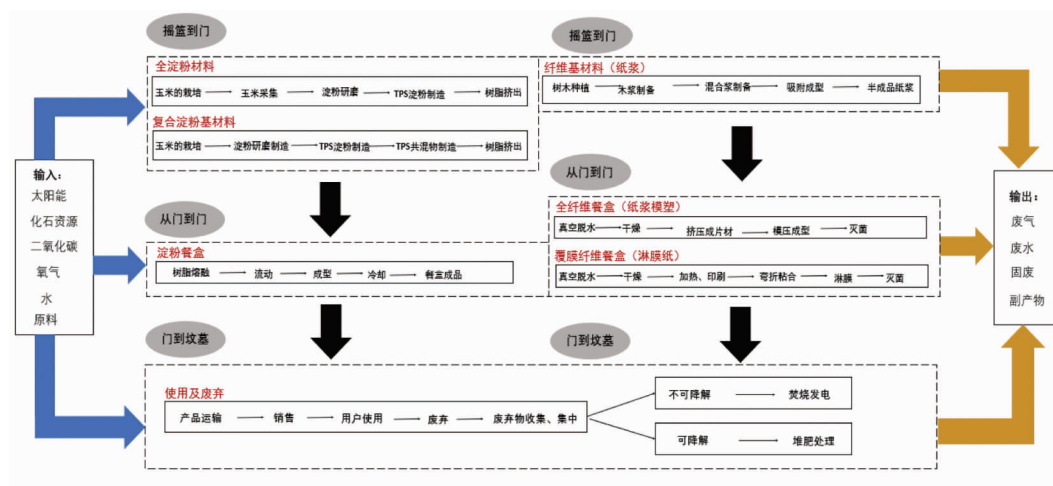 摇篮到门
摇篮到门
全淀粉材料
玉米的栽培 玉米采集 淀粉研磨 TPS淀粉制造 树脂挤出
复合淀粉基材料
玉米的栽培 淀粉研磨制造 TPS淀粉制造 TPS共混物制造 树脂挤出
纤维基材料（纸浆）
树木种植 木浆制备 混合浆制备 吸附成型 半成品纸浆
输入：
太阳能
化石资源
二氧化碳
氧气
水
原料
从门到门
从门到门
淀粉餐盒
树脂熔融 流动 成型 冷却 餐盒成品
全纤维餐盒（纸浆模塑）
真空脱水 干燥 挤压成片材 模压成型 灭菌
覆膜纤维餐盒（淋膜纸）
真空脱水 干燥 加热、印刷 弯折粘合 淋膜 灭菌
输出：
废气
废水
固废
副产物
门到坟墓
门到坟墓
使用及废弃
产品运输 销售 用户使用 废弃 废弃物收集、集中
不可降解 焚烧发电
可降解 堆肥处理